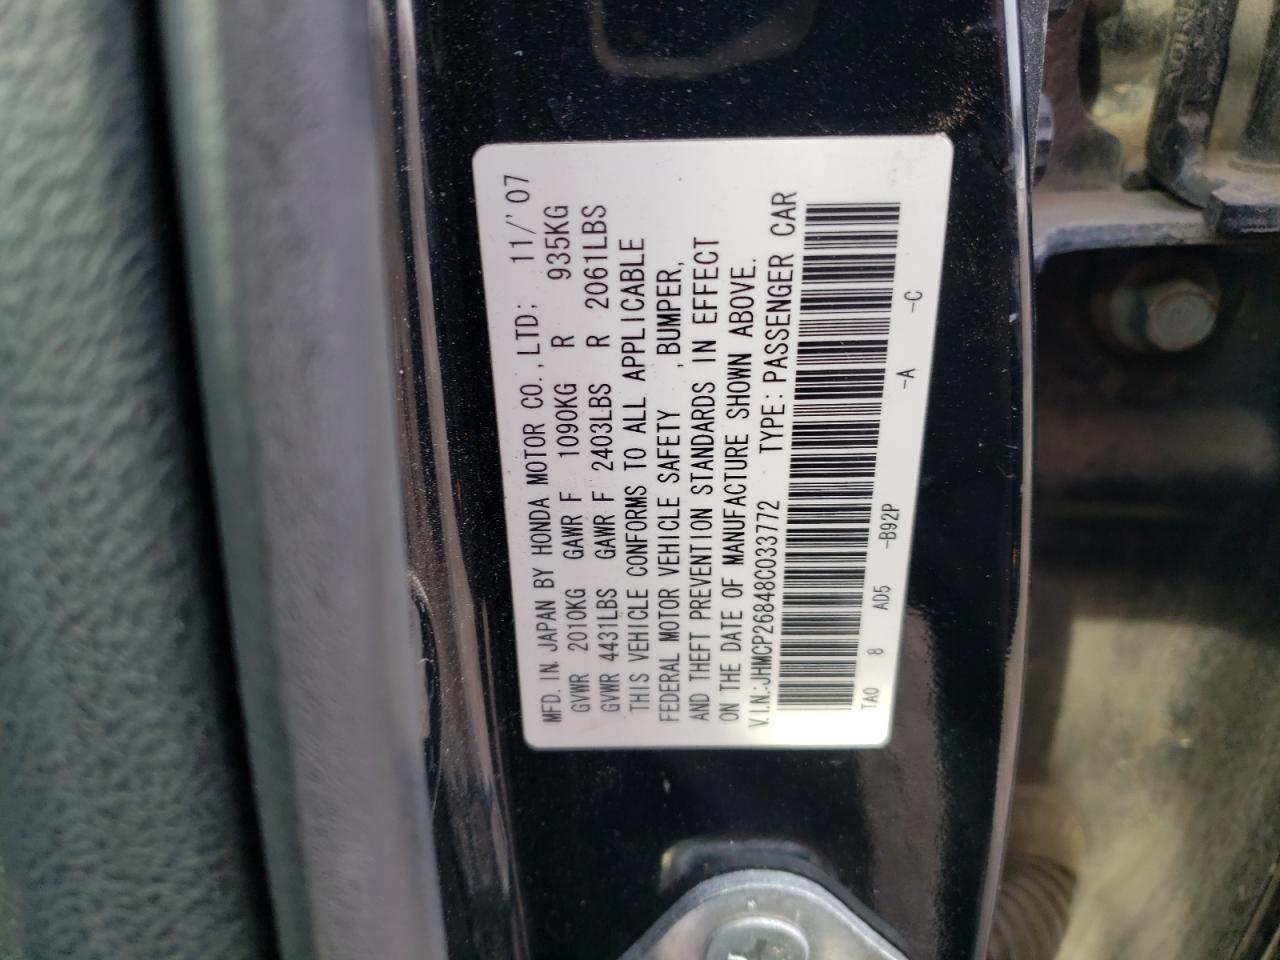 MFD. IN JAPAN BY HONDA MOTOR CO., LTD; 11/'07
GVWR 2010KG GAWR F 1090KG R 935KG
GVWR 4431LBS GAWR F 2403LBS R 2061LBS
THIS VEHICLE CONFORMS TO ALL APPLICABLE
FEDERAL MOTOR VEHICLE SAFETY ,BUMPER,
AND THEFT PREVENTION STANDARDS IN EFFECT
ON THE DATE OF MANUFACTURE SHOWN ABOVE.
V.I.N.:JHMCP26848C033772 TYPE:PASSENGER CAR
TA0 8 AD5 -B92P -A -C